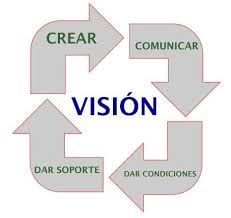 CREAR
COMUNICAR
VISIÓN
DAR SOPORTE
DAR CONDICIONES